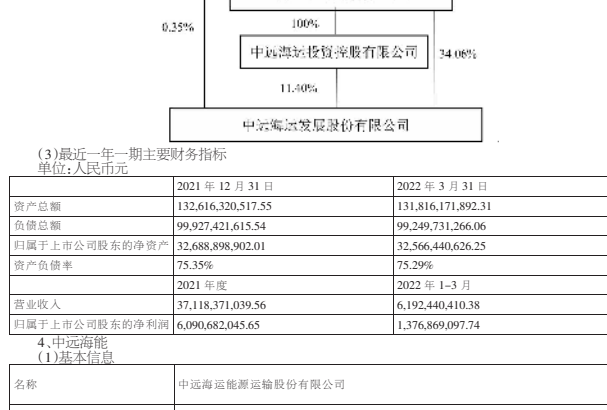 0.35%
100%
中远海运投资控股有限公司
34.06%
11.40%
中远海运发展股份有限公司
(3)最近一年一期主要财务指标
单位:人民币元
2021 年 12 月 31 日 2022 年 3 月 31 日
资产总额 132,616,320,517.55 131,816,171,892.31
负债总额 99,927,421,615.54 99,249,731,266.06
归属于上市公司股东的净资产 32,688,898,902.01 32,566,440,626.25
资产负债率 75.35% 75.29%
2021 年度 2022 年 1-3 月
营业收入 37,118,371,039.56 6,192,440,410.38
归属于上市公司股东的净利润 6,090,682,045.65 1,376,869,097.74
4、中远海能
(1)基本信息
名称 中远海运能源运输股份有限公司